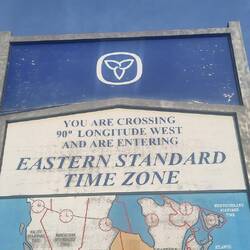 YOU ARE CROSSING
90° LONGITUDE WEST
AND ARE ENTERING
EASTERN STANDARD
TIME ZONE